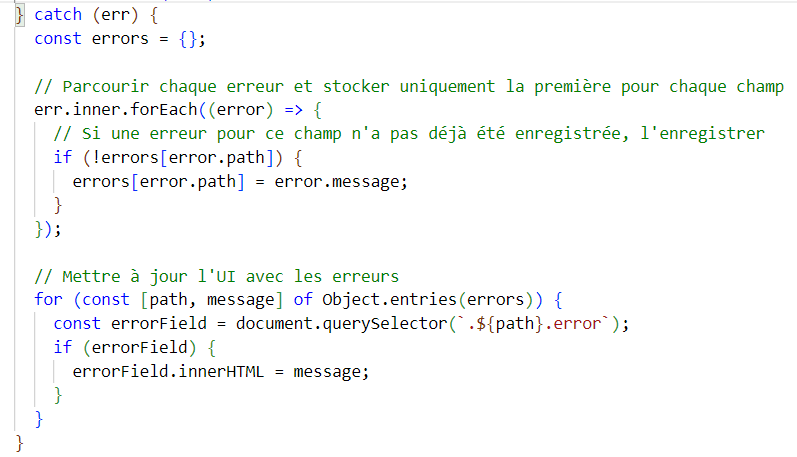 } catch (err) {
const errors = {};
// Parcourir chaque erreur et stocker uniquement la première pour chaque champ
err.inner.forEach((error) => {
// Si une erreur pour ce champ n'a pas déjà été enregistrée, l'enregistrer
if (!errors[error.path]) {
errors[error.path] = error.message;
}
});
// Mettre à jour l'UI avec les erreurs
for (const [path, message] of Object.entries(errors)) {
const errorField = document.querySelector(`.${path}.error`);
if (errorField) {
errorField.innerHTML = message;
}
}
}